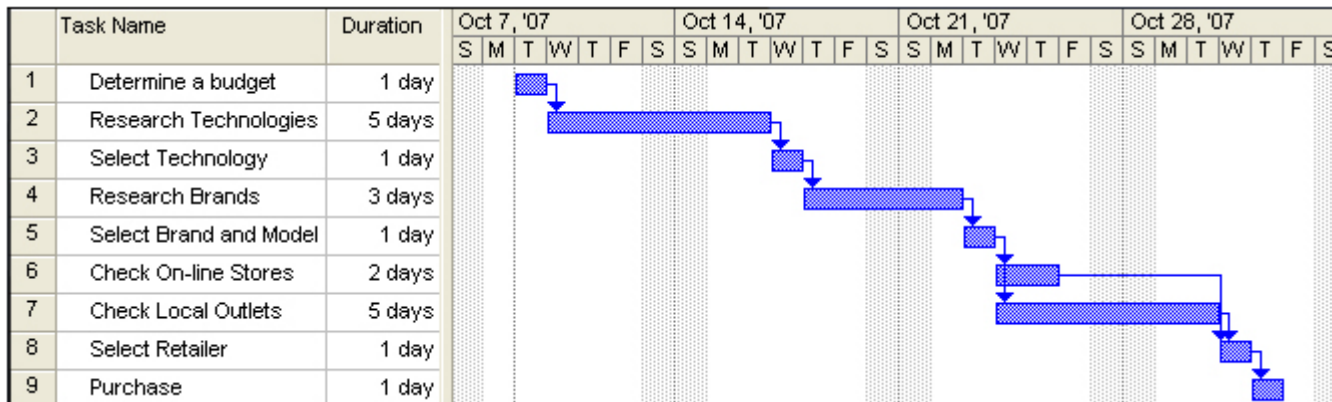 Task Name Duration Oct 7, '07 Oct 14, '07 Oct 21, '07 Oct 28, '07
S M T W T F S S M T W T F S S M T W T F S S M T W T F S
1 Determine a budget 1 day
2 Research Technologies 5 days
3 Select Technology 1 day
4 Research Brands 3 days
5 Select Brand and Model 1 day
6 Check On-line Stores 2 days
7 Check Local Outlets 5 days
8 Select Retailer 1 day
9 Purchase 1 day